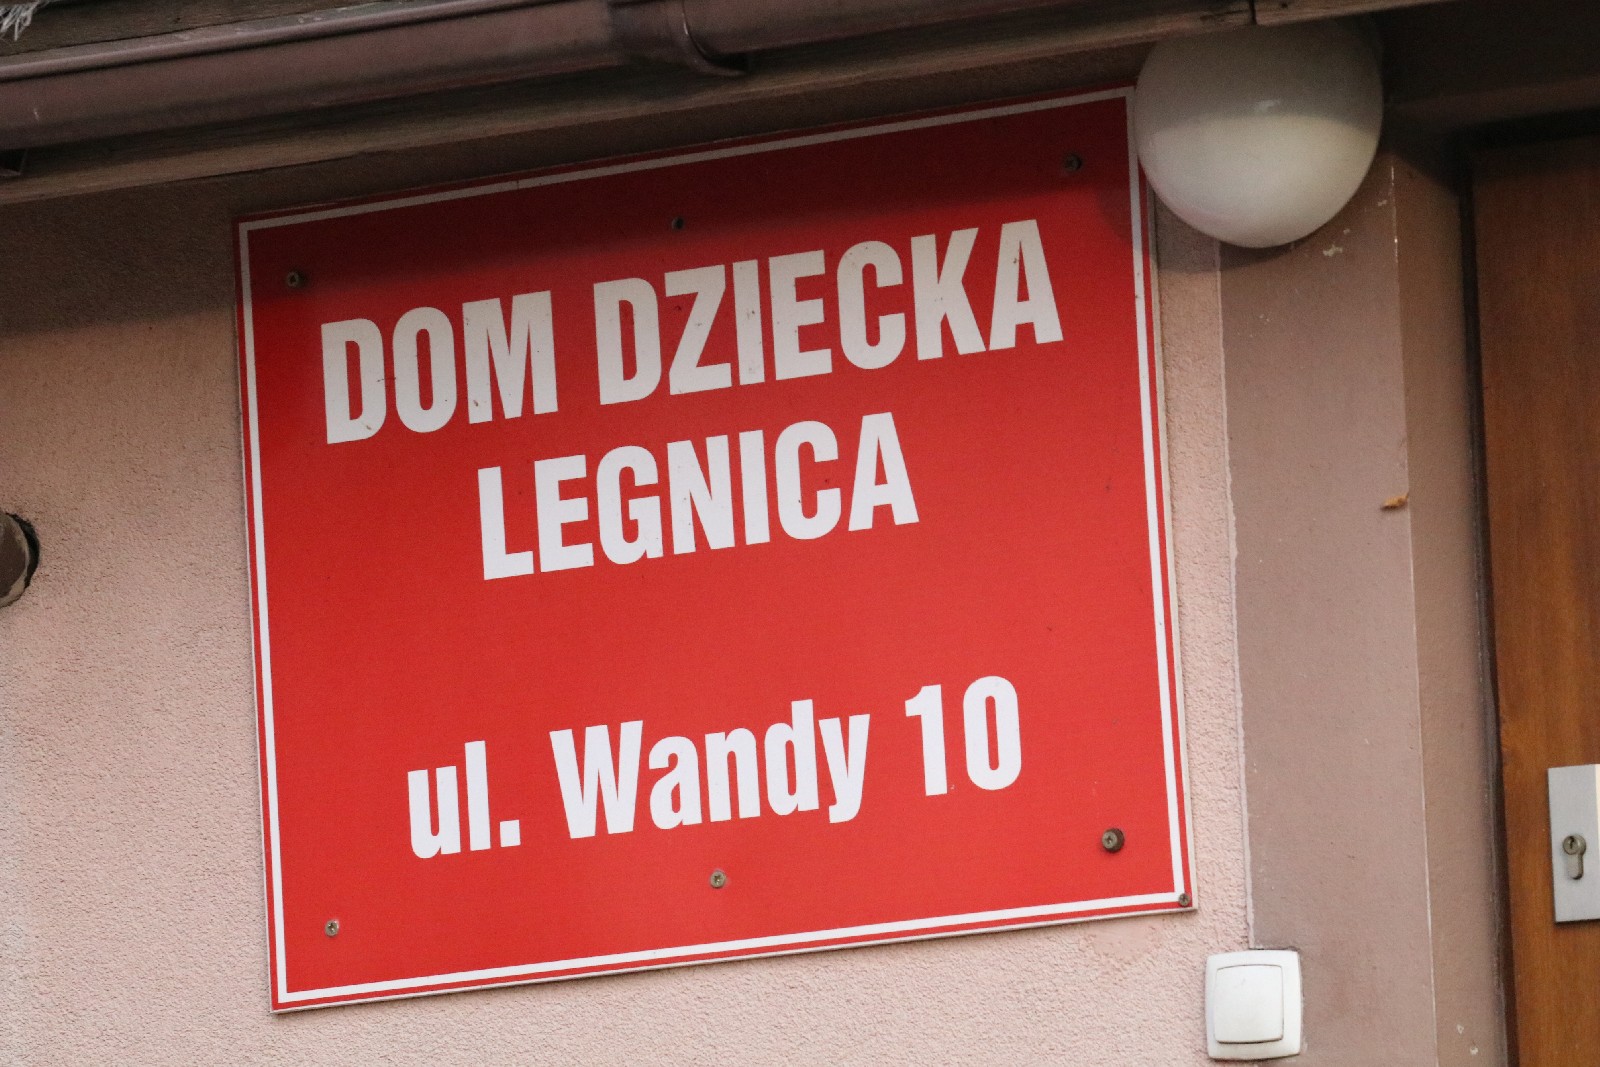 DOM DZIECKA
LEGNICA
ul. Wandy 10